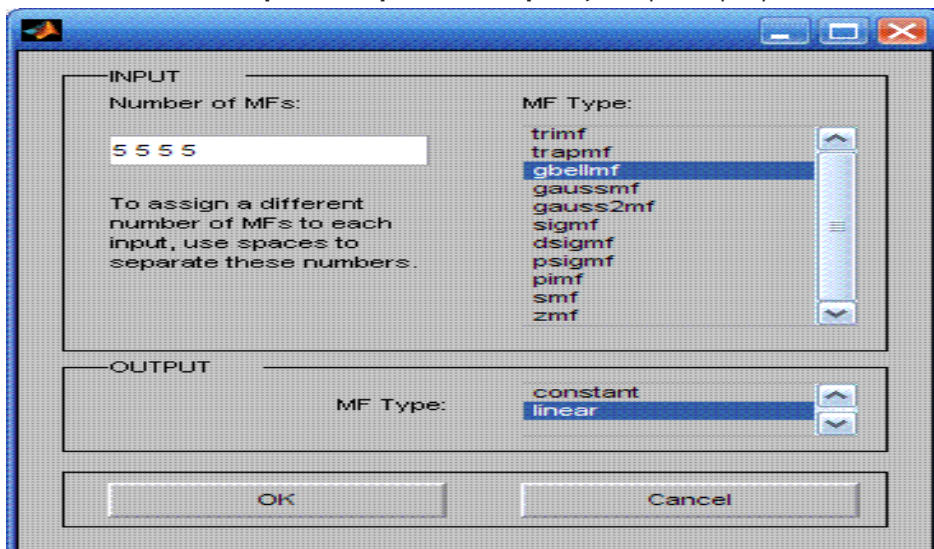 INPUT
Number of MFs:
5 5 5 5
To assign a different
number of MFs to each
input, use spaces to
separate these numbers.
MF Type:
trimf
trapmf
gbellmf
gaussmf
gauss2mf
sigmf
dsigmf
psigmf
pimf
smf
zmf
OUTPUT
MF Type:
constant
linear
OK
Cancel